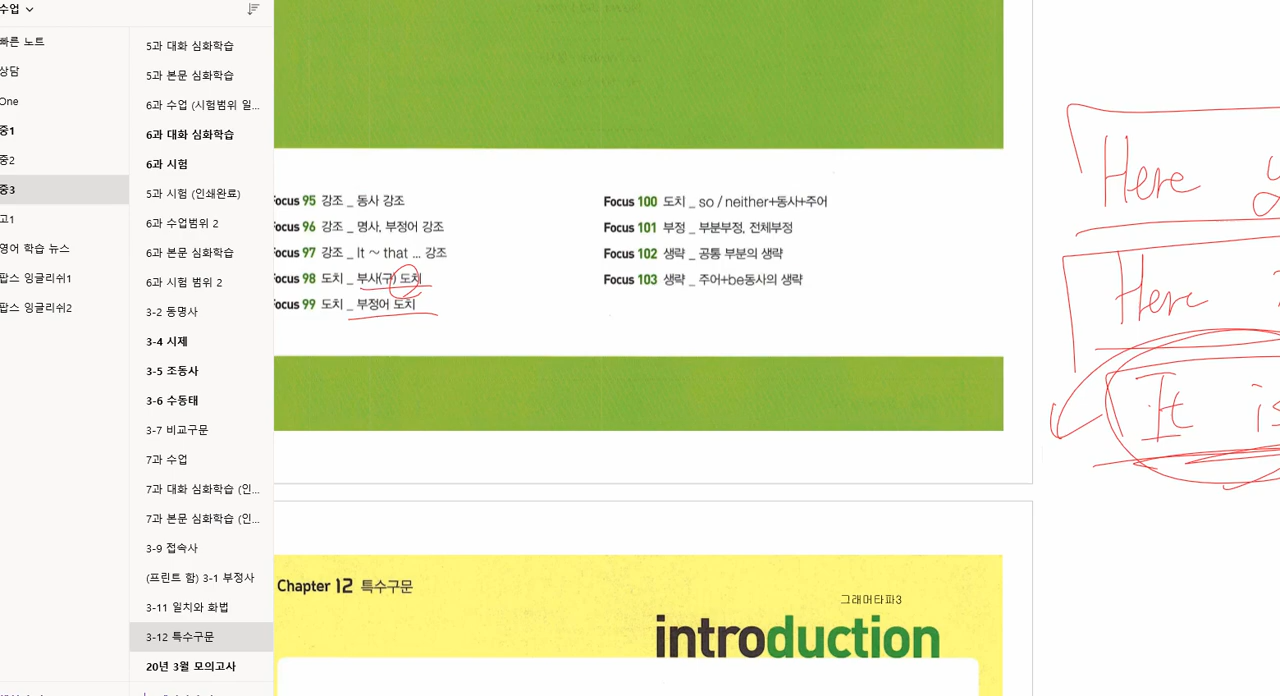 수업
빠른 노트
상담
One
중1
중2
중3
고1
영어 학습 뉴스
팝스 잉글리쉬1
팝스 잉글리쉬2
5과 대화 심화학습
5과 본문 심화학습
6과 수업 (시험범위 일...
6과 대화 심화학습
6과 시험
5과 시험 (인쇄완료)
6과 수업범위 2
6과 본문 심화학습
6과 시험 범위 2
3-2 동명사
3-4 시제
3-5 조동사
3-6 수동태
3-7 비교구문
7과 수업
7과 대화 심화학습 (인...
7과 본문 심화학습 (인...
3-9 접속사
(프린트 함) 3-1 부정사
3-11 일치와 화법
3-12 특수구문
20년 3월 모의고사
Focus 95 강조 _ 동사 강조
Focus 96 강조 _ 명사, 부정어 강조
Focus 97 강조 _ It ~ that ... 강조
Focus 98 도치 _ 부사(구) 도치
Focus 99 도치 _ 부정어 도치
Focus 100 도치 _ so / neither+동사+주어
Focus 101 부정 _ 부분부정, 전체부정
Focus 102 생략 _ 공통 부분의 생략
Focus 103 생략 _ 주어+be동사의 생략
Chapter 12 특수구문
그래머타파3
introduction
Here
Here
It is